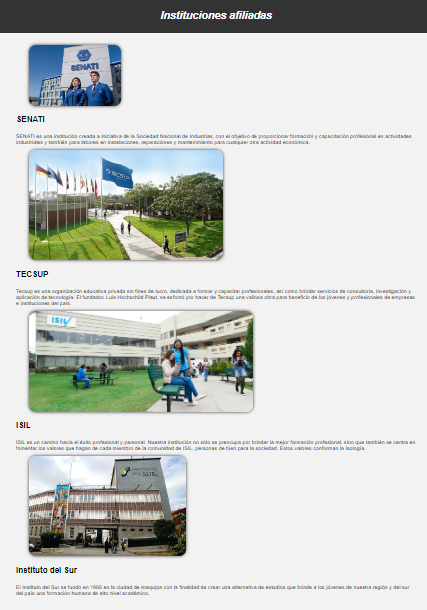 Instituciones afiliadas
SENATI
SENATI
SENATI es una institución creada a iniciativa de la Sociedad Nacional de Industrias, con el objetivo de proporcionar formación y capacitación profesional en actividades
industriales y también para labores en instalaciones, reparaciones y mantenimiento para cualquier otra actividad económica.
TECSUP
TECSUP
Tecsup es una organización educativa privada sin fines de lucro, dedicada a formar y capacitar profesionales, así como brindar servicios de consultoría, investigación y
aplicación de tecnología. El fundador, Luis Hochschild Plaut, se esforzó por hacer de Tecsup una valiosa obra para beneficio de los jóvenes y profesionales de empresas
e instituciones del país.
ISIL
ISIL
ISIL es un camino hacia el éxito profesional y personal. Nuestra institución no sólo se preocupa por brindar la mejor formación profesional, sino que también se centra en
fomentar los valores que hagan de cada miembro de la comunidad de ISIL, personas de bien para la sociedad. Estos valores conforman la Isología.
INSTITUTO
DEL SUR
Instituto del Sur
El Instituto del Sur se fundó en 1988 en la ciudad de Arequipa con la finalidad de crear una alternativa de estudios que brinde a los jóvenes de nuestra región y del sur
del país una formación humana de alto nivel académico.